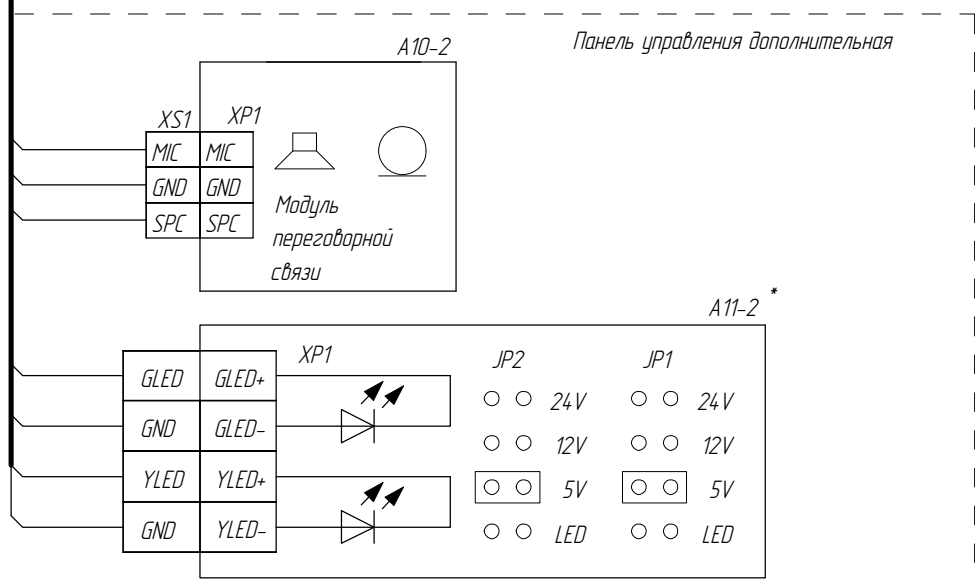 Панель управления дополнительная
A10-2
XS1 XP1
MIC MIC
GND GND
SPC SPC
Модуль
переговорной
связи
A11-2 *
XP1 JP2 JP1
GLED GLED+
24V 24V
GND GLED-
12V 12V
YLED YLED+
5V 5V
GND YLED-
LED LED